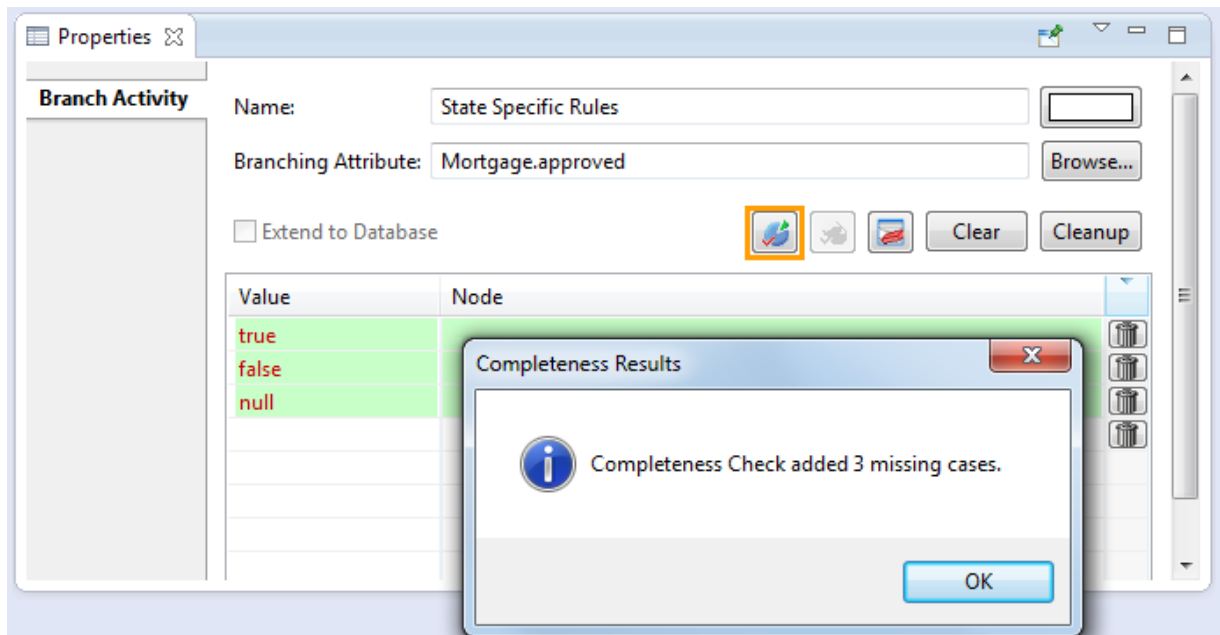 Properties
Branch Activity
Name:
State Specific Rules
Branching Attribute:
Mortgage.approved
Browse...
Extend to Database
Clear
Cleanup
Value
Node
true
false
null
Completeness Results
Completeness Check added 3 missing cases.
OK